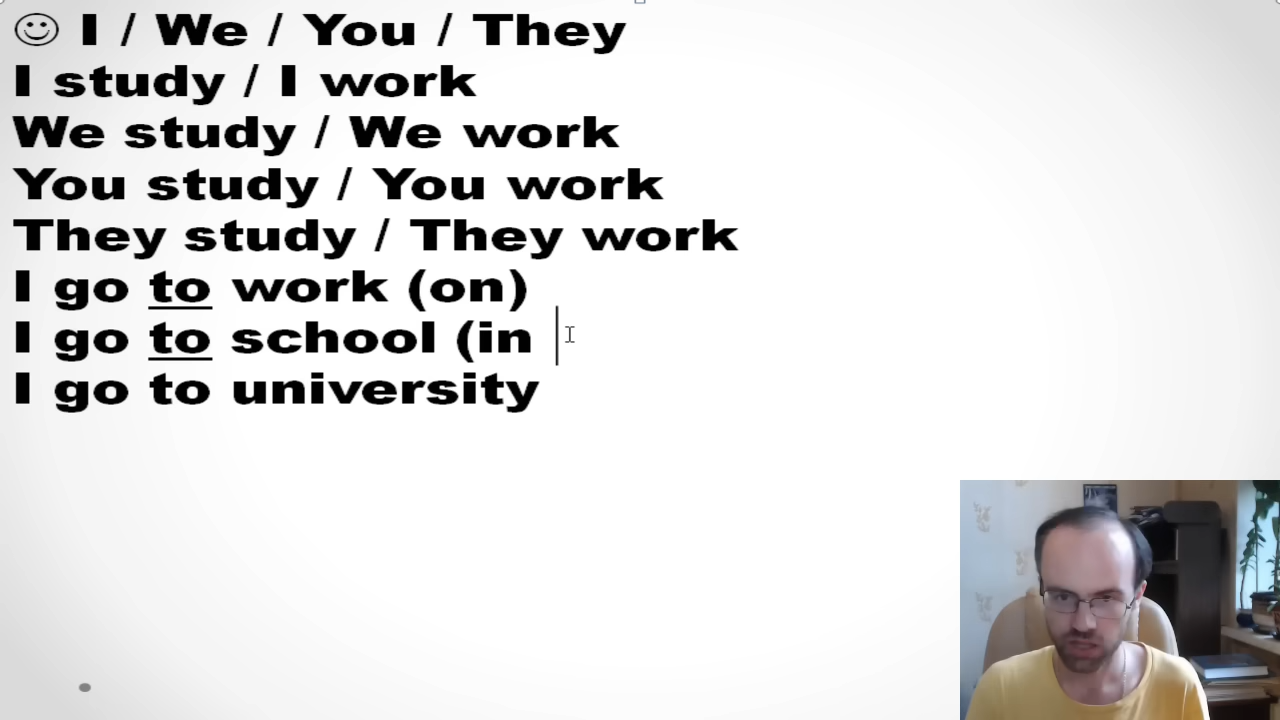 ☺ I / We / You / They
I study / I work
We study / We work
You study / You work
They study / They work
I go to work (on)
I go to school (in
I go to university